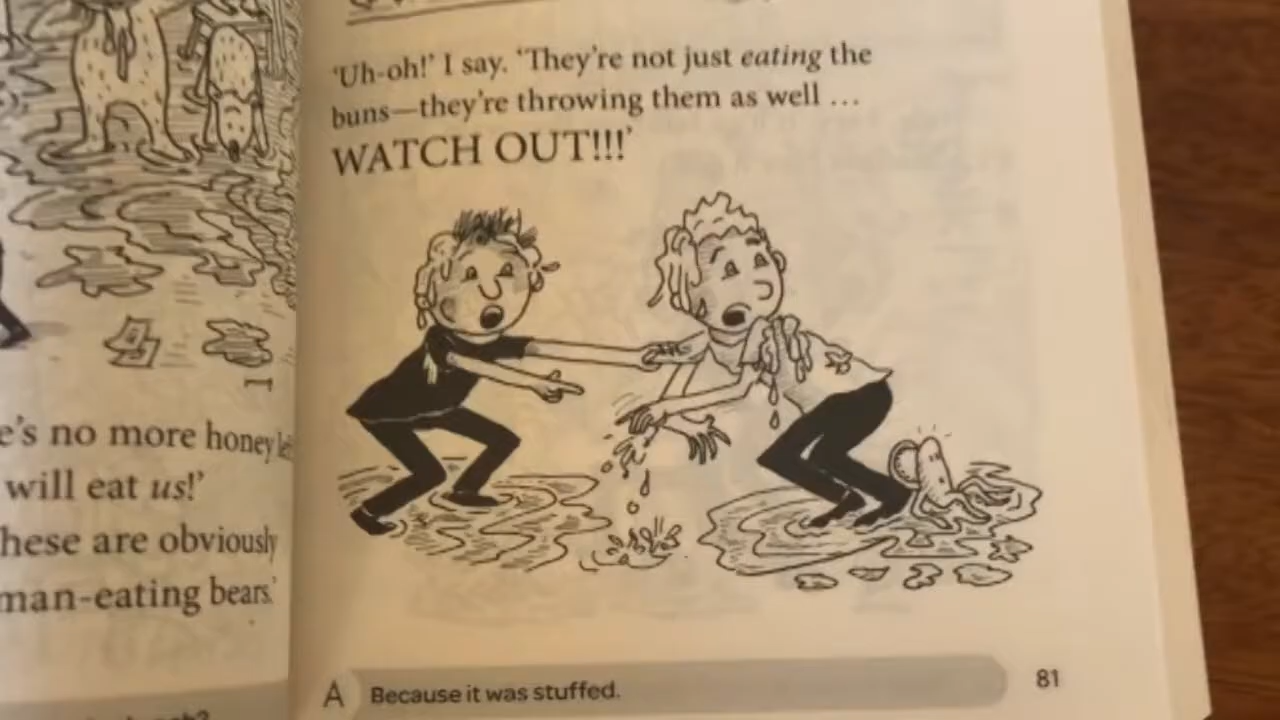 e's no more honey
will eat us!'
hese are obviously
man-eating bears.'
'Uh-oh!' I say. 'They're not just eating the
buns—they're throwing them as well ...
WATCH OUT!!!'
A Because it was stuffed.
81